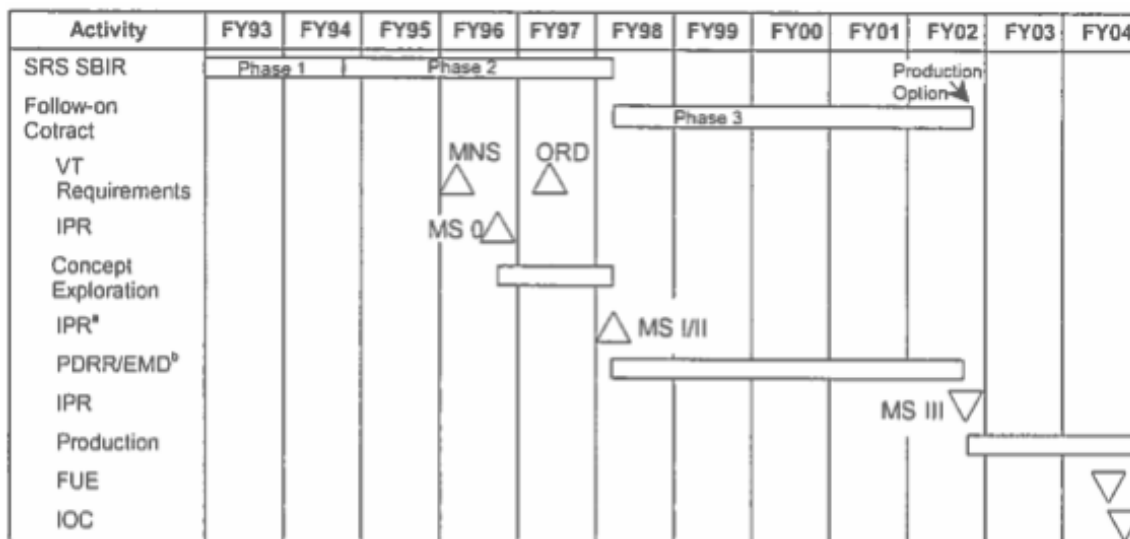 Activity FY93 FY94 FY95 FY96 FY97 FY98 FY99 FY00 FY01 FY02 FY03 FY04
SRS SBIR Phase 1 Phase 2 Production
Option
Follow-on Phase 3
Cotract
VT MNS ORD
Requirements
IPR MS 0
Concept
Exploration
IPRᵃ MS I/II
PDRR/EMDᵇ
IPR MS III
Production
FUE
IOC